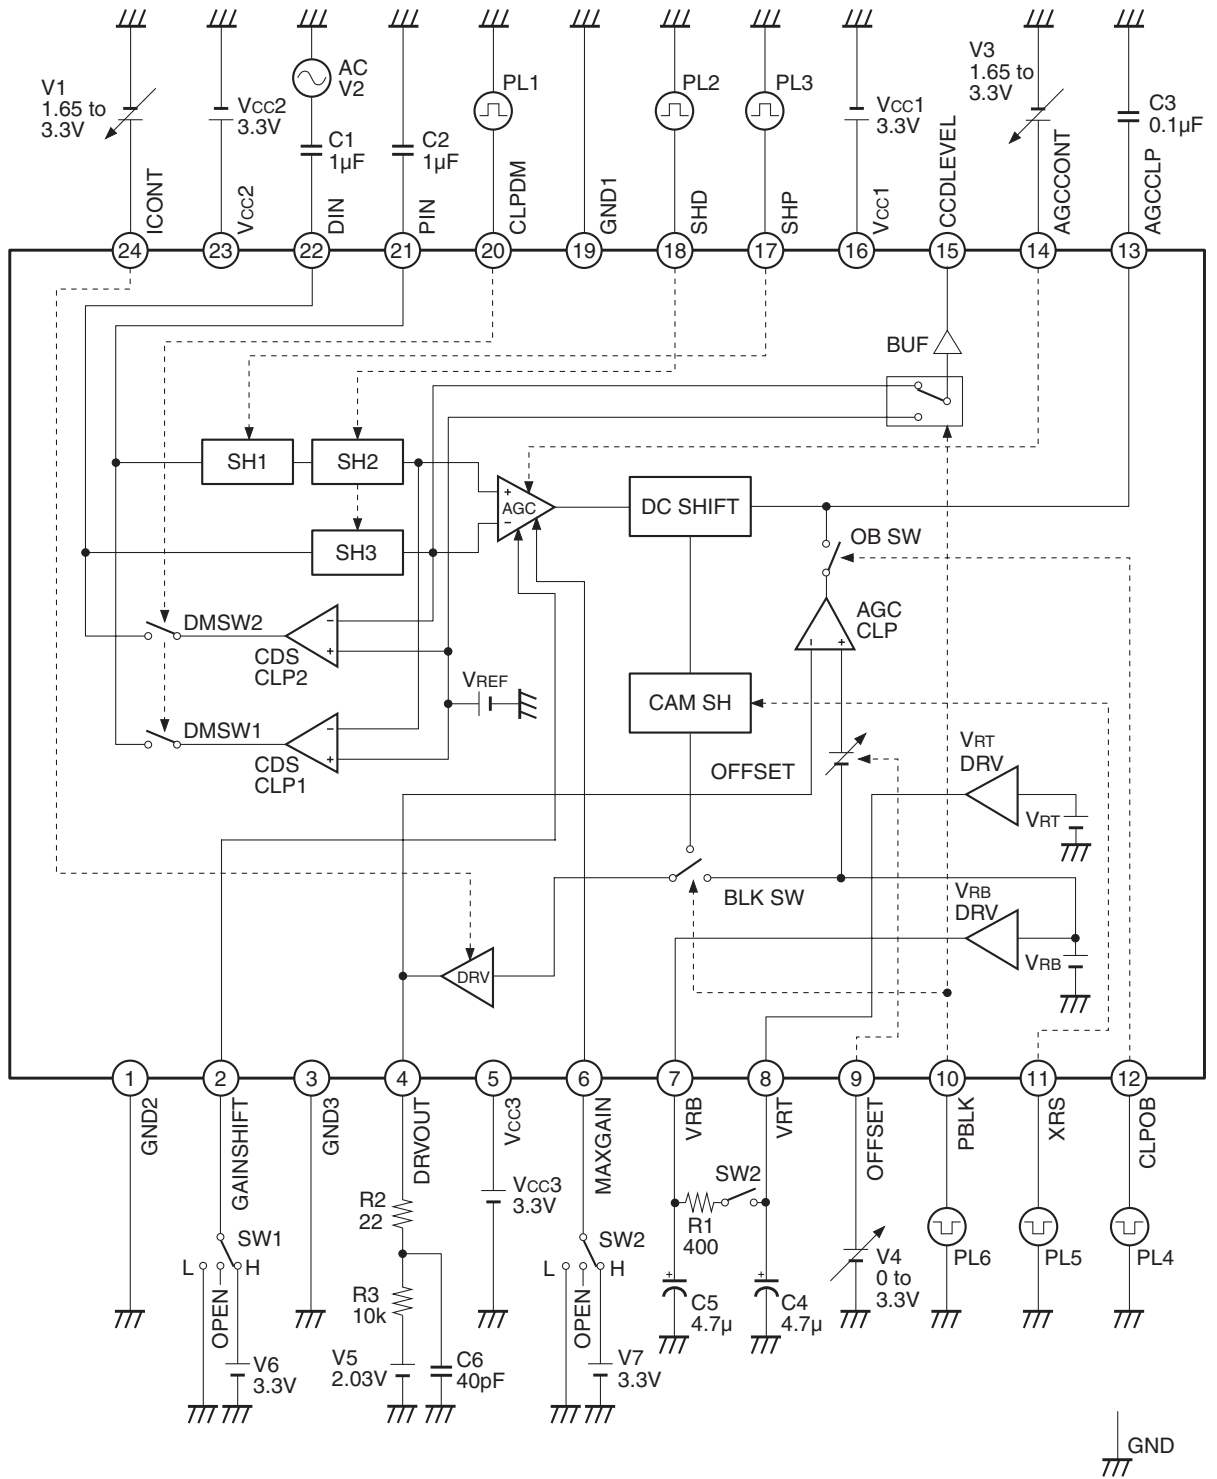 V1
1.65 to
3.3V
VCC2
3.3V
AC
V2
C1
1µF
C2
1µF
PL1
PL2
PL3
VCC1
3.3V
V3
1.65 to
3.3V
C3
0.1µF
ICONT
VCC2
DIN
PIN
CLPDM
GND1
SHD
SHP
VCC1
CCDLEVEL
AGCCONT
AGCCLP
24
23
22
21
20
19
18
17
16
15
14
13
BUF
SH1
SH2
SH3
+
AGC
−
DC SHIFT
OB SW
AGC
CLP
−
+
DMSW2
CDS
CLP2
−
+
VREF
DMSW1
CDS
CLP1
−
+
CAM SH
OFFSET
VRT
DRV
VRT
BLK SW
VRB
DRV
VRB
DRV
1
2
3
4
5
6
7
8
9
10
11
12
GND2
GAINSHIFT
GND3
DRVOUT
VCC3
MAXGAIN
VRB
VRT
OFFSET
PBLK
XRS
CLPOB
R2
22
VCC3
3.3V
SW2
R1
400
SW1
L
H
OPEN
R3
10k
SW2
L
H
OPEN
C5
4.7µ
C4
4.7µ
V4
0 to
3.3V
PL6
PL5
PL4
V6
3.3V
V5
2.03V
C6
40pF
V7
3.3V
+
+
GND